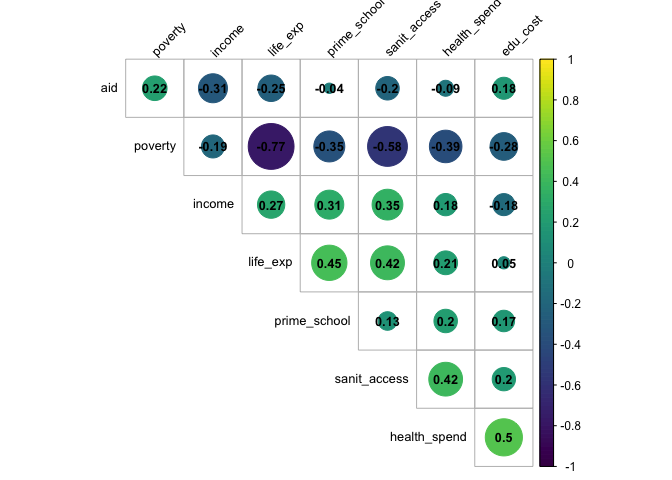 poverty income life_exp prime_school sanit_access health_spend edu_cost
aid 0.22 -0.31 -0.25 -0.04 -0.2 -0.09 0.18
poverty -0.19 -0.77 -0.35 -0.58 -0.39 -0.28
income 0.27 0.31 0.35 0.18 -0.18
life_exp 0.45 0.42 0.21 0.05
prime_school 0.13 0.2 0.17
sanit_access 0.42 0.2
health_spend 0.5
1
0.8
0.6
0.4
0.2
0
-0.2
-0.4
-0.6
-0.8
-1